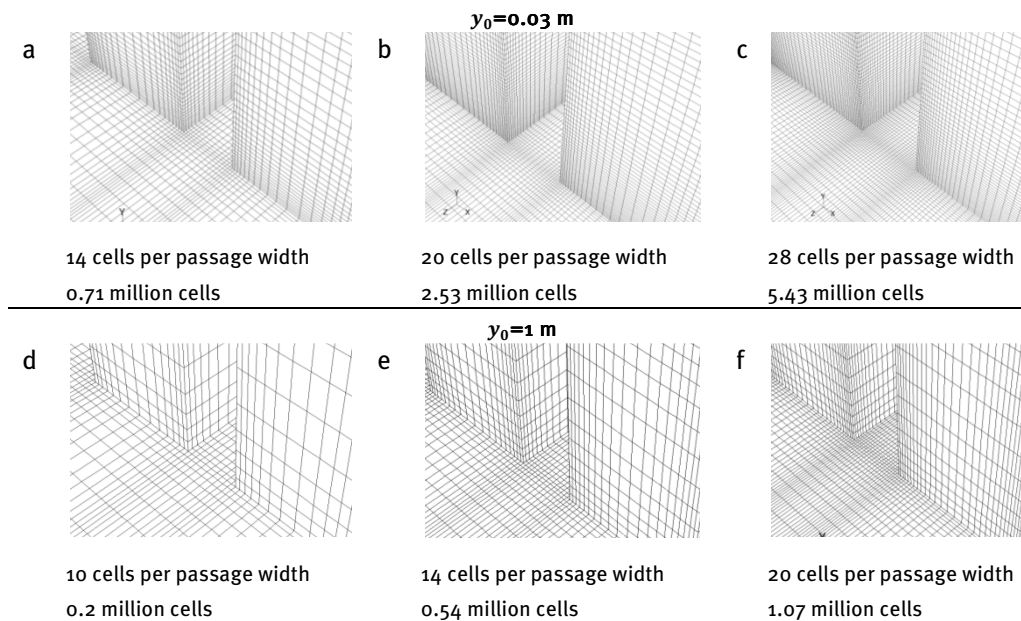 y₀=0.03 m
a
b
c
Y
Y
Z X
Y
Z X
14 cells per passage width
20 cells per passage width
28 cells per passage width
0.71 million cells
2.53 million cells
5.43 million cells
y₀=1 m
d
e
f
10 cells per passage width
14 cells per passage width
20 cells per passage width
0.2 million cells
0.54 million cells
1.07 million cells